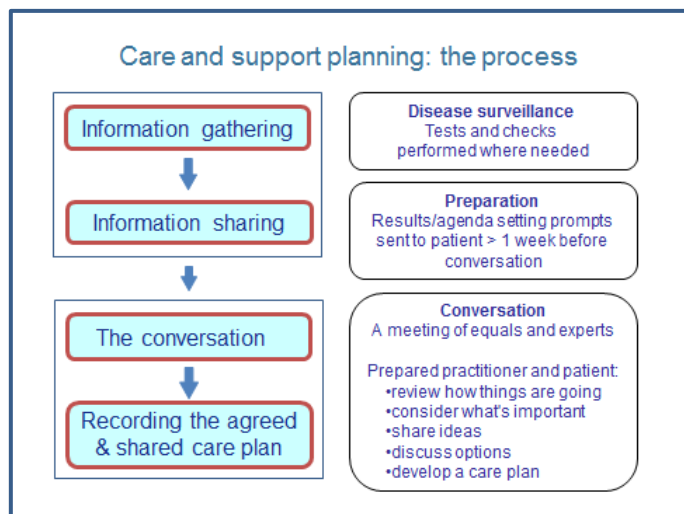 Care and support planning: the process
Information gathering
Information sharing
The conversation
Recording the agreed
& shared care plan
Disease surveillance
Tests and checks
performed where needed
Preparation
Results/agenda setting prompts
sent to patient > 1 week before
conversation
Conversation
A meeting of equals and experts
Prepared practitioner and patient:
•review how things are going
•consider what's important
•share ideas
•discuss options
•develop a care plan